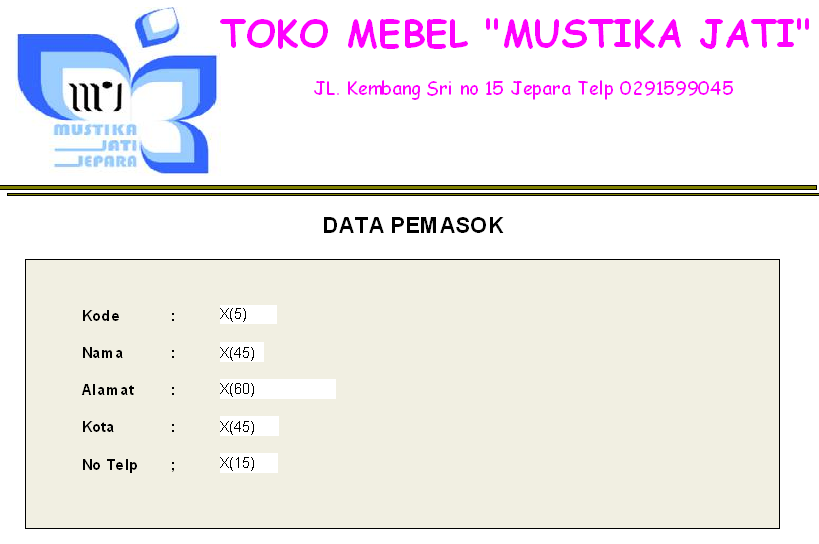 TOKO MEBEL "MUSTIKA JATI"
JL. Kembang Sri no 15 Jepara Telp 0291599045
MJ
MUSTIKA
JATI
JEPARA
DATA PEMASOK
Kode : X(5)
Nama : X(45)
Alamat : X(60)
Kota : X(45)
No Telp ; X(15)